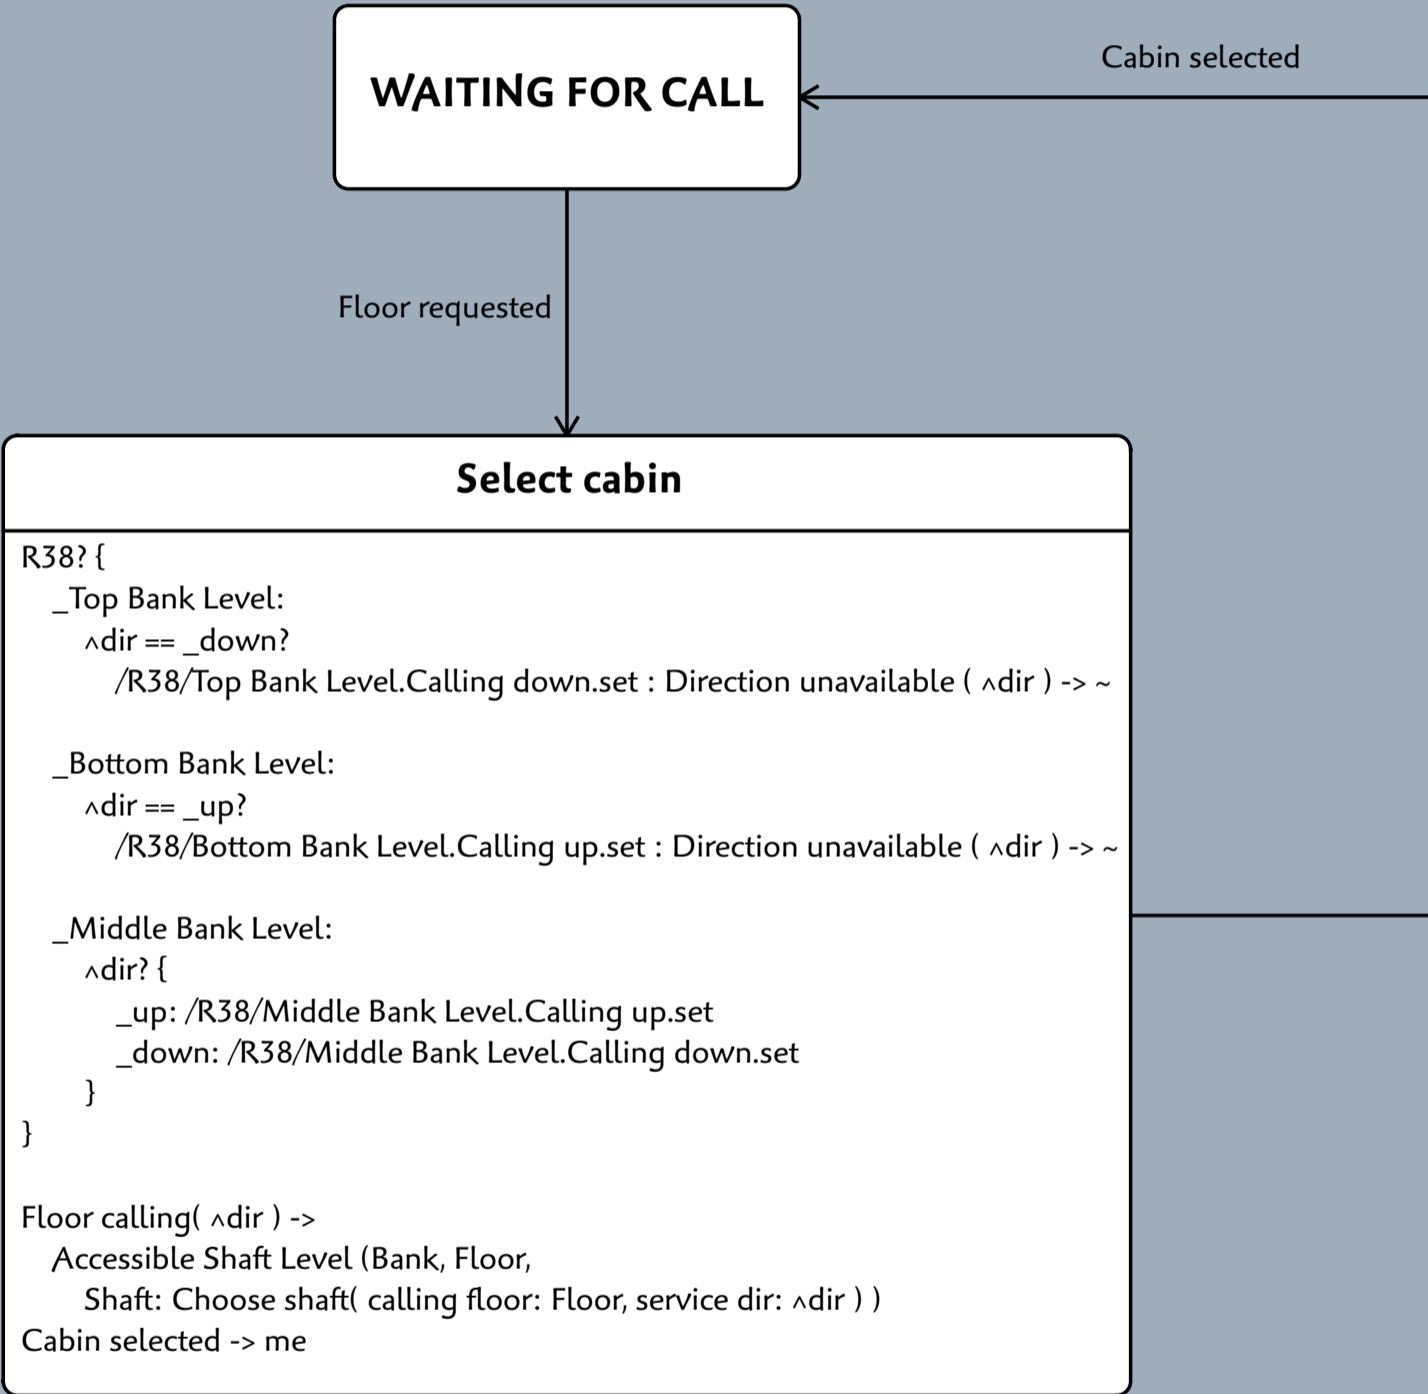 WAITING FOR CALL
Cabin selected
Floor requested
Select cabin
R38? {
_Top Bank Level:
^dir == _down?
/R38/Top Bank Level.Calling down.set : Direction unavailable ( ^dir ) -> ~
_Bottom Bank Level:
^dir == _up?
/R38/Bottom Bank Level.Calling up.set : Direction unavailable ( ^dir ) -> ~
_Middle Bank Level:
^dir? {
_up: /R38/Middle Bank Level.Calling up.set
_down: /R38/Middle Bank Level.Calling down.set
}
}
Floor calling( ^dir ) ->
Accessible Shaft Level (Bank, Floor,
Shaft: Choose shaft( calling floor: Floor, service dir: ^dir ) )
Cabin selected -> me